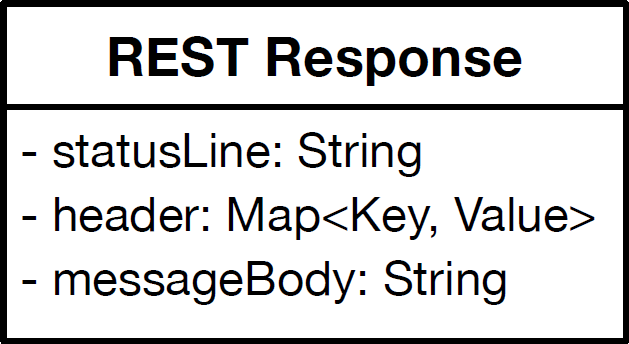 REST Response
- statusLine: String
- header: Map<Key, Value>
- messageBody: String